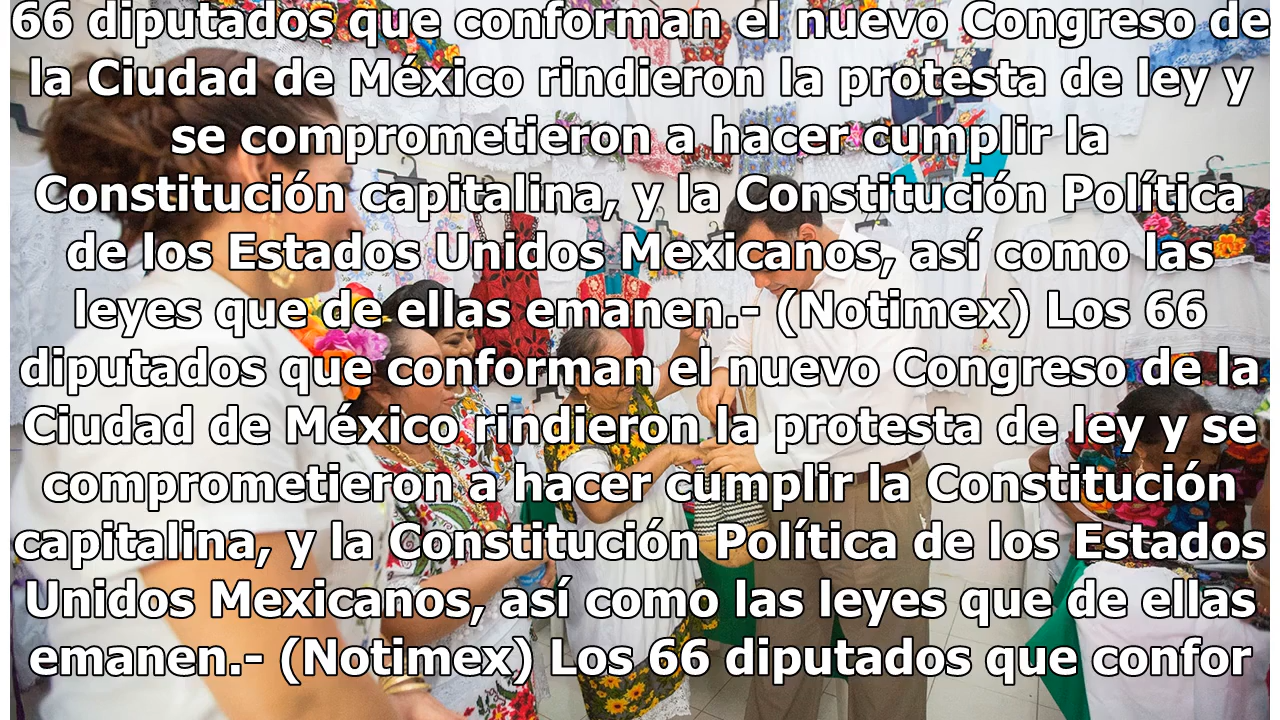 66 diputados que conforman el nuevo Congreso de
la Ciudad de México rindieron la protesta de ley y
se comprometieron a hacer cumplir la
Constitución capitalina, y la Constitución Política
de los Estados Unidos Mexicanos, así como las
leyes que de ellas emanen.- (Notimex) Los 66
diputados que conforman el nuevo Congreso de la
Ciudad de México rindieron la protesta de ley y se
comprometieron a hacer cumplir la Constitución
capitalina, y la Constitución Política de los Estados
Unidos Mexicanos, así como las leyes que de ellas
emanen.- (Notimex) Los 66 diputados que confor